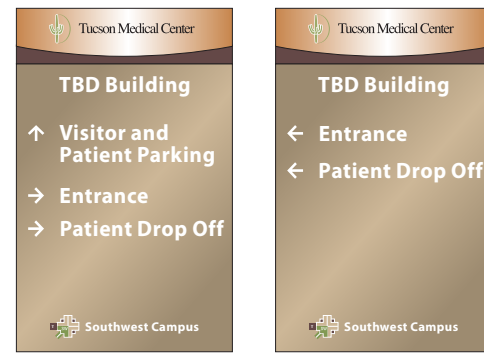 Tucson Medical Center
TBD Building
↑ Visitor and
Patient Parking
→ Entrance
→ Patient Drop Off
Southwest Campus
Tucson Medical Center
TBD Building
← Entrance
← Patient Drop Off
Southwest Campus